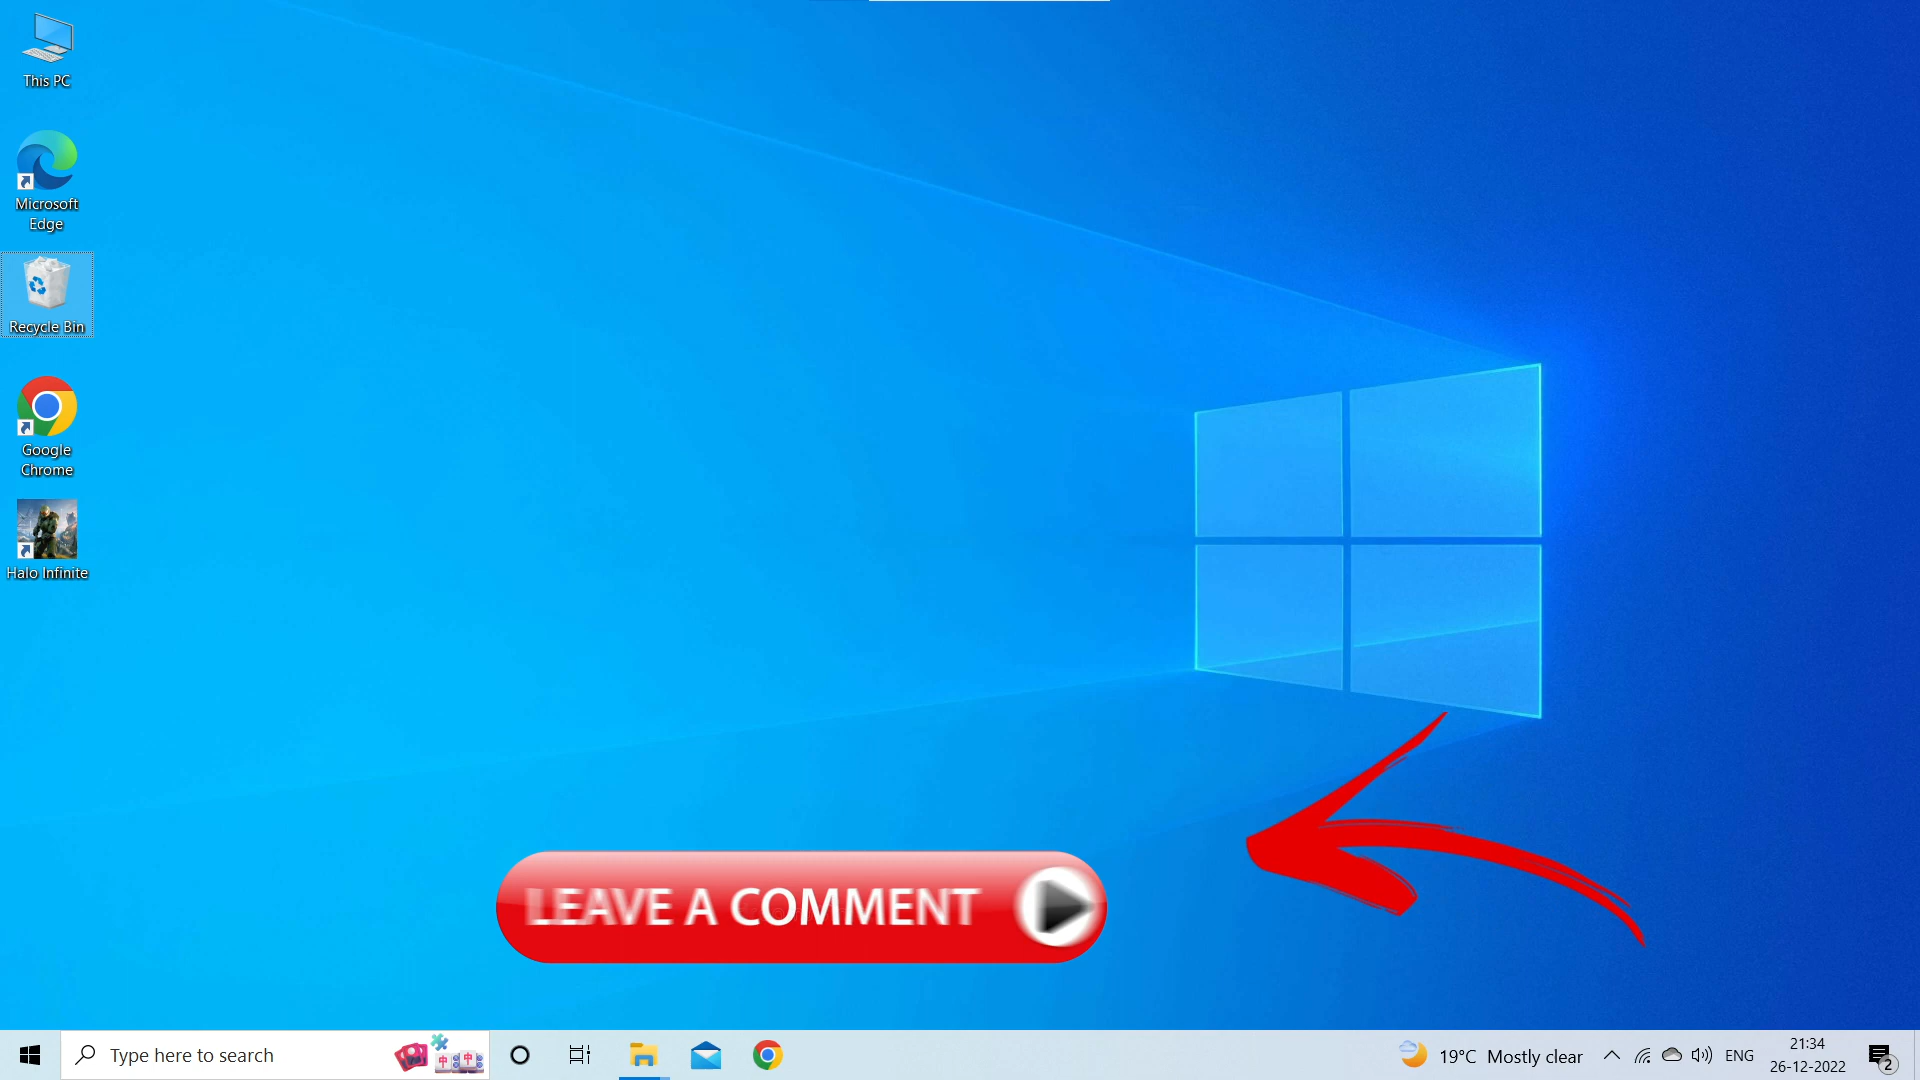 This PC
Microsoft
Edge
Recycle Bin
Google
Chrome
Halo Infinite
LEAVE A COMMENT
Type here to search
19°C Mostly clear
ENG
21:34
26-12-2022
2